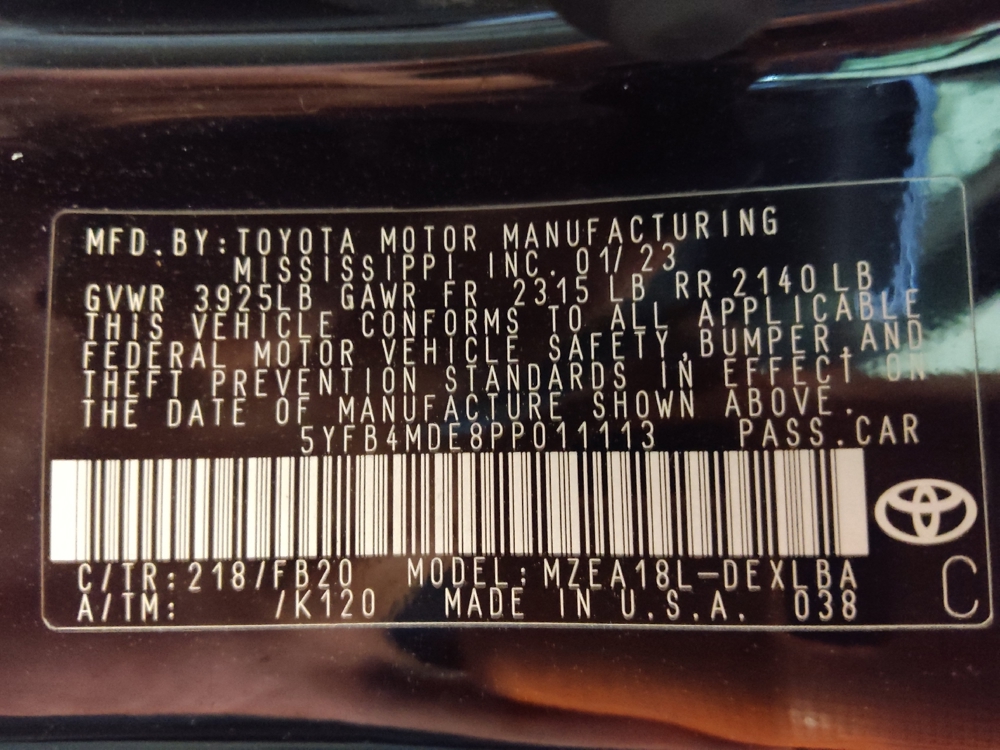 MFD.BY:TOYOTA MOTOR MANUFACTURING
MISSISSIPPI INC. 01/23
GVWR 3925LB GAWR FR 2315 LB RR 2140 LB
THIS VEHICLE CONFORMS TO ALL APPLICABLE
FEDERAL MOTOR VEHICLE SAFETY,BUMPER,AND
THEFT PREVENTION STANDARDS IN EFFECT ON
THE DATE OF MANUFACTURE SHOWN ABOVE.
5YFB4MDE8PP011113 PASS.CAR
C/TR:218/FB20 MODEL:MZEA18L-DEXLBA
A/TM: /K120 MADE IN U.S.A. 038
C